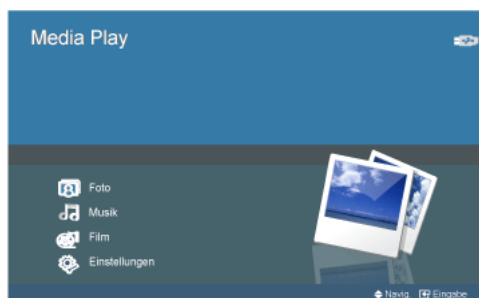 Media Play
Foto
Musik
Film
Einstellungen
Navig. Eingabe